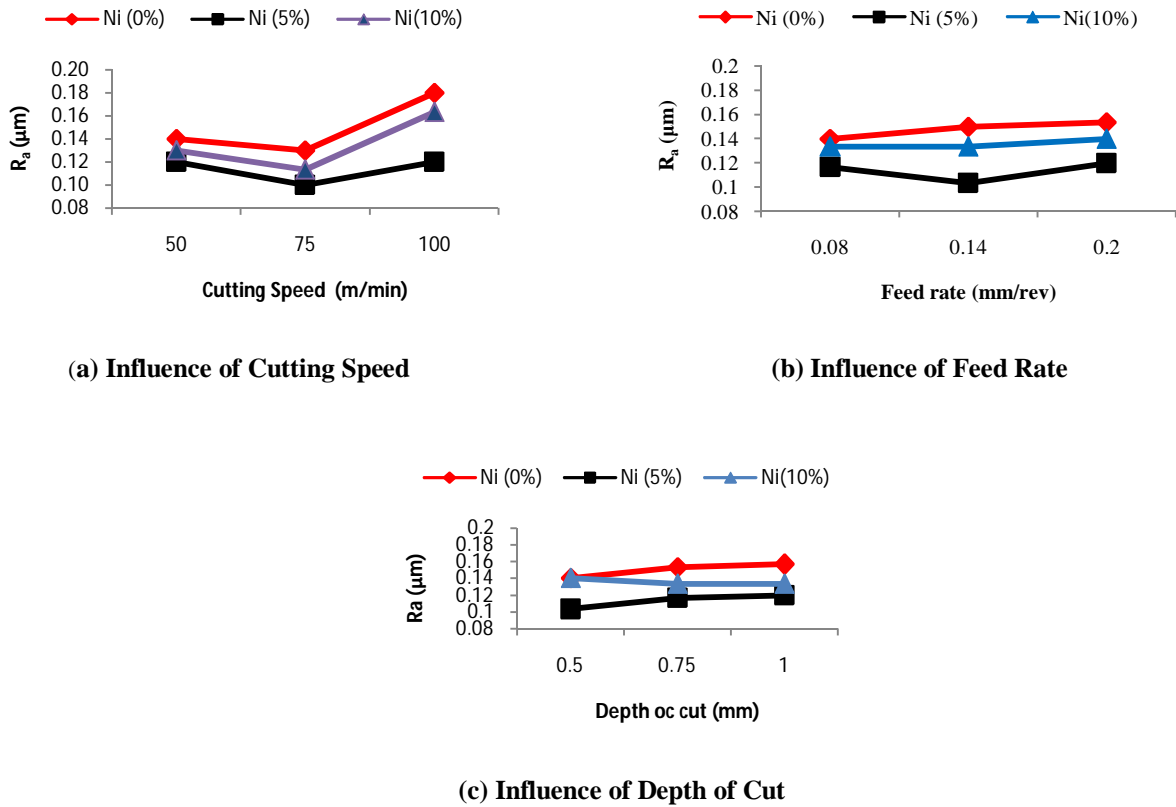 Ni (0%) Ni (5%) Ni(10%)
0.20
0.18
0.16
0.14
0.12
0.10
0.08
Ra (μm)
50 75 100
Cutting Speed (m/min)
(a) Influence of Cutting Speed
Ni (0%) Ni (5%) Ni(10%)
0.2
0.18
0.16
0.14
0.12
0.1
0.08
Ra (μm)
0.08 0.14 0.2
Feed rate (mm/rev)
(b) Influence of Feed Rate
Ni (0%) Ni (5%) Ni(10%)
0.2
0.18
0.16
0.14
0.12
0.1
0.08
Ra (μm)
0.5 0.75 1
Depth oc cut (mm)
(c) Influence of Depth of Cut